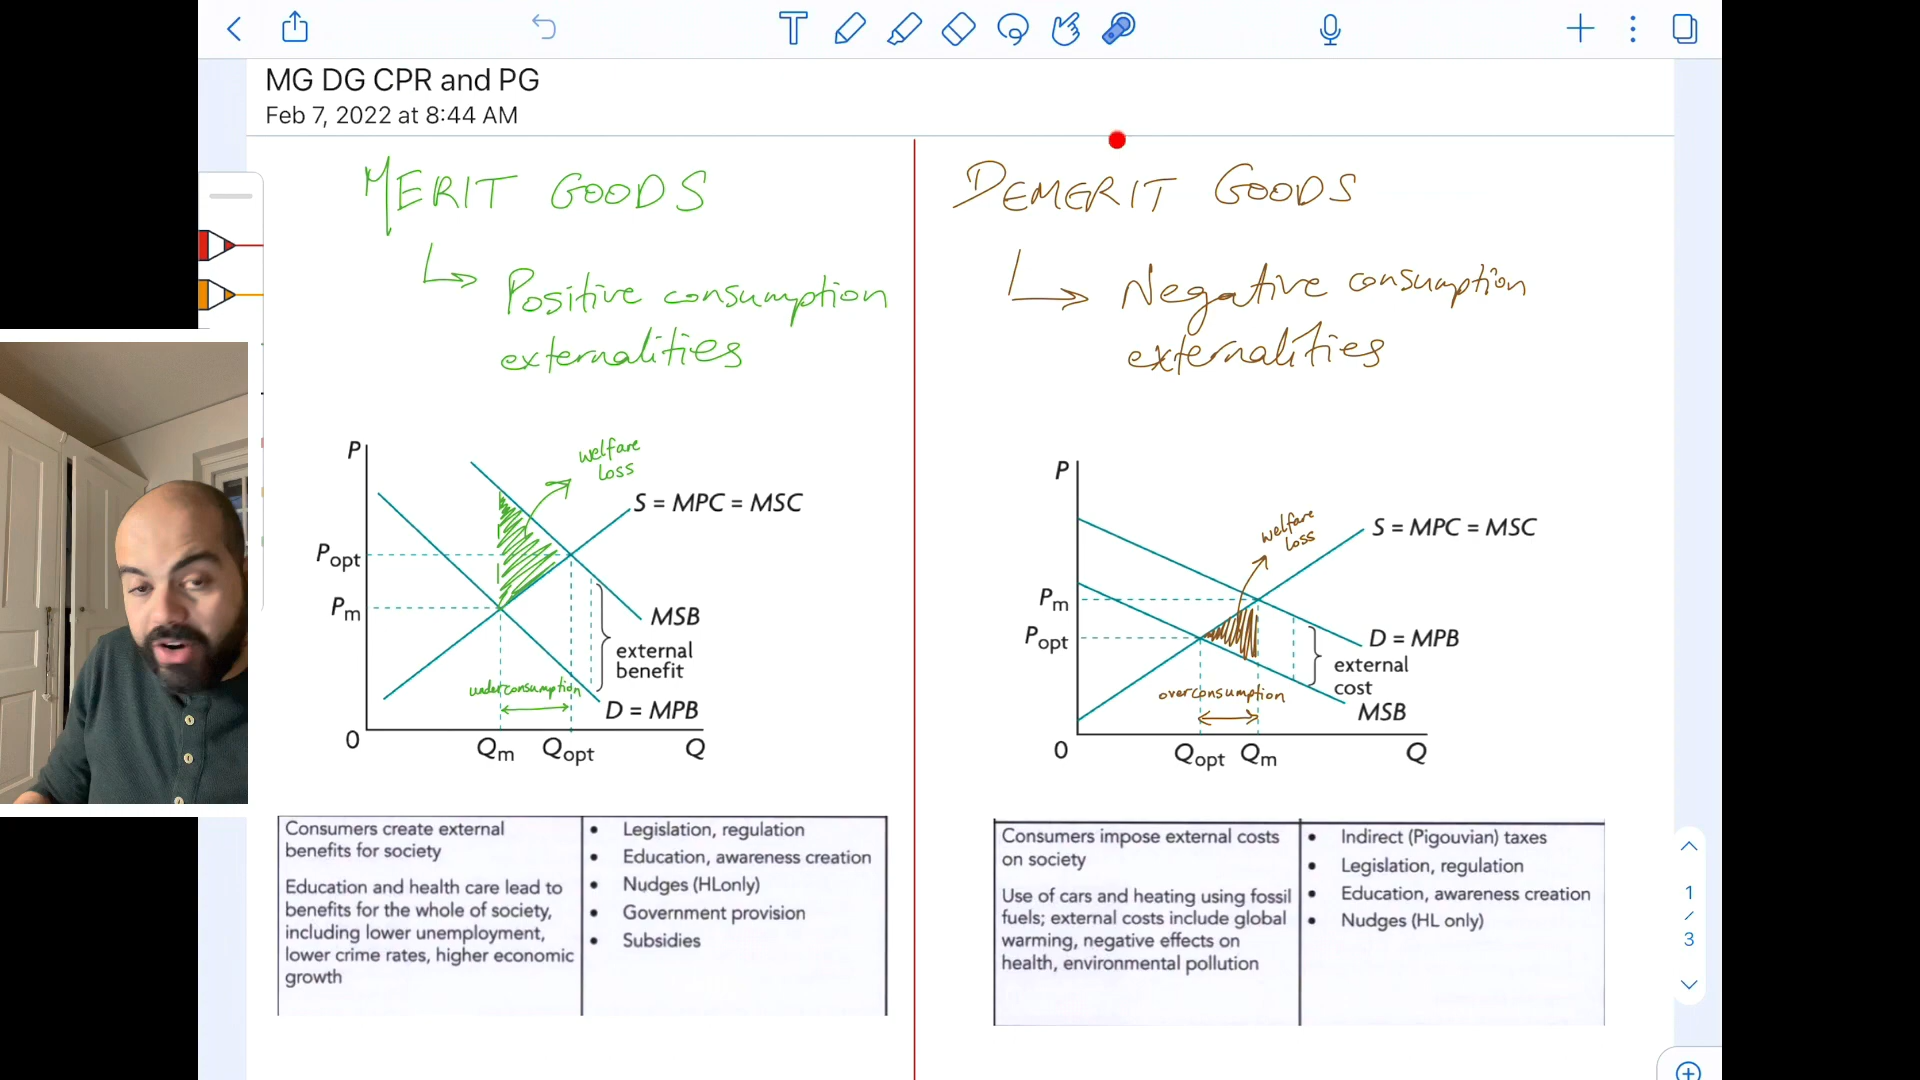 MG DG CPR and PG
Feb 7, 2022 at 8:44 AM
MERIT GOODS
Positive consumption
externalities
welfare
loss
P
S = MPC = MSC
Popt
Pm
MSB
external
benefit
underconsumption
D = MPB
0
Qm
Qopt
Q
Consumers create external
benefits for society
Education and health care lead to
benefits for the whole of society,
including lower unemployment,
lower crime rates, higher economic
growth
• Legislation, regulation
• Education, awareness creation
• Nudges (HLonly)
• Government provision
• Subsidies
DEMERIT GOODS
Negative consumption
externalities
welfare
loss
P
S = MPC = MSC
Pm
Popt
D = MPB
external
cost
overconsumption
MSB
0
Qopt
Qm
Q
Consumers impose external costs
on society
Use of cars and heating using fossil
fuels; external costs include global
warming, negative effects on
health, environmental pollution
• Indirect (Pigouvian) taxes
• Legislation, regulation
• Education, awareness creation
• Nudges (HL only)
1
/
3